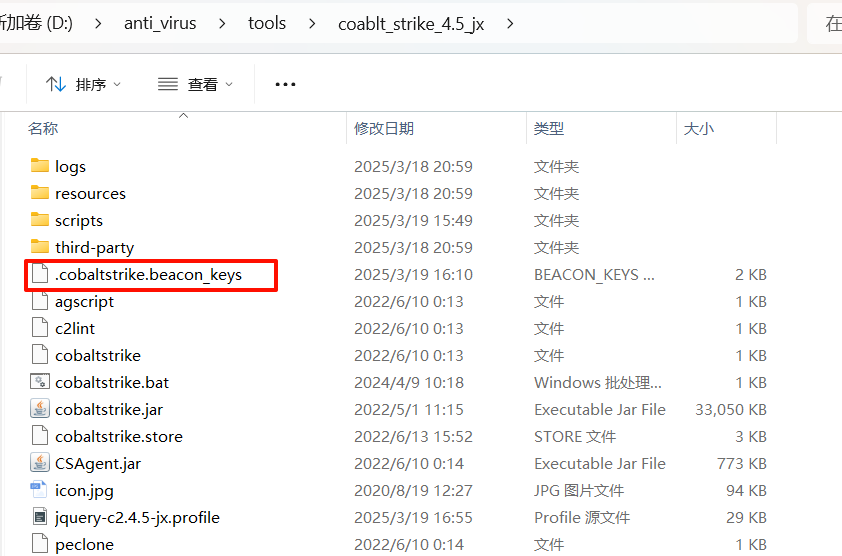 新加卷 (D:) > anti_virus > tools > coablt_strike_4.5_jx > 在
排序 查看 ...
名称 修改日期 类型 大小
logs 2025/3/18 20:59 文件夹
resources 2025/3/18 20:59 文件夹
scripts 2025/3/19 15:49 文件夹
third-party 2025/3/18 20:59 文件夹
.cobaltstrike.beacon_keys 2025/3/19 16:10 BEACON_KEYS ... 2 KB
agscript 2022/6/10 0:13 文件 1 KB
c2lint 2022/6/10 0:13 文件 1 KB
cobaltstrike 2022/6/10 0:13 文件 1 KB
cobaltstrike.bat 2024/4/9 10:18 Windows 批处理... 1 KB
cobaltstrike.jar 2022/5/1 11:15 Executable Jar File 33,050 KB
cobaltstrike.store 2022/6/13 15:52 STORE 文件 3 KB
CSAgent.jar 2022/6/10 0:14 Executable Jar File 773 KB
icon.jpg 2020/8/19 12:27 JPG 图片文件 94 KB
jquery-c2.4.5-jx.profile 2025/3/19 16:55 Profile 源文件 29 KB
peclone 2022/6/10 0:14 文件 1 KB